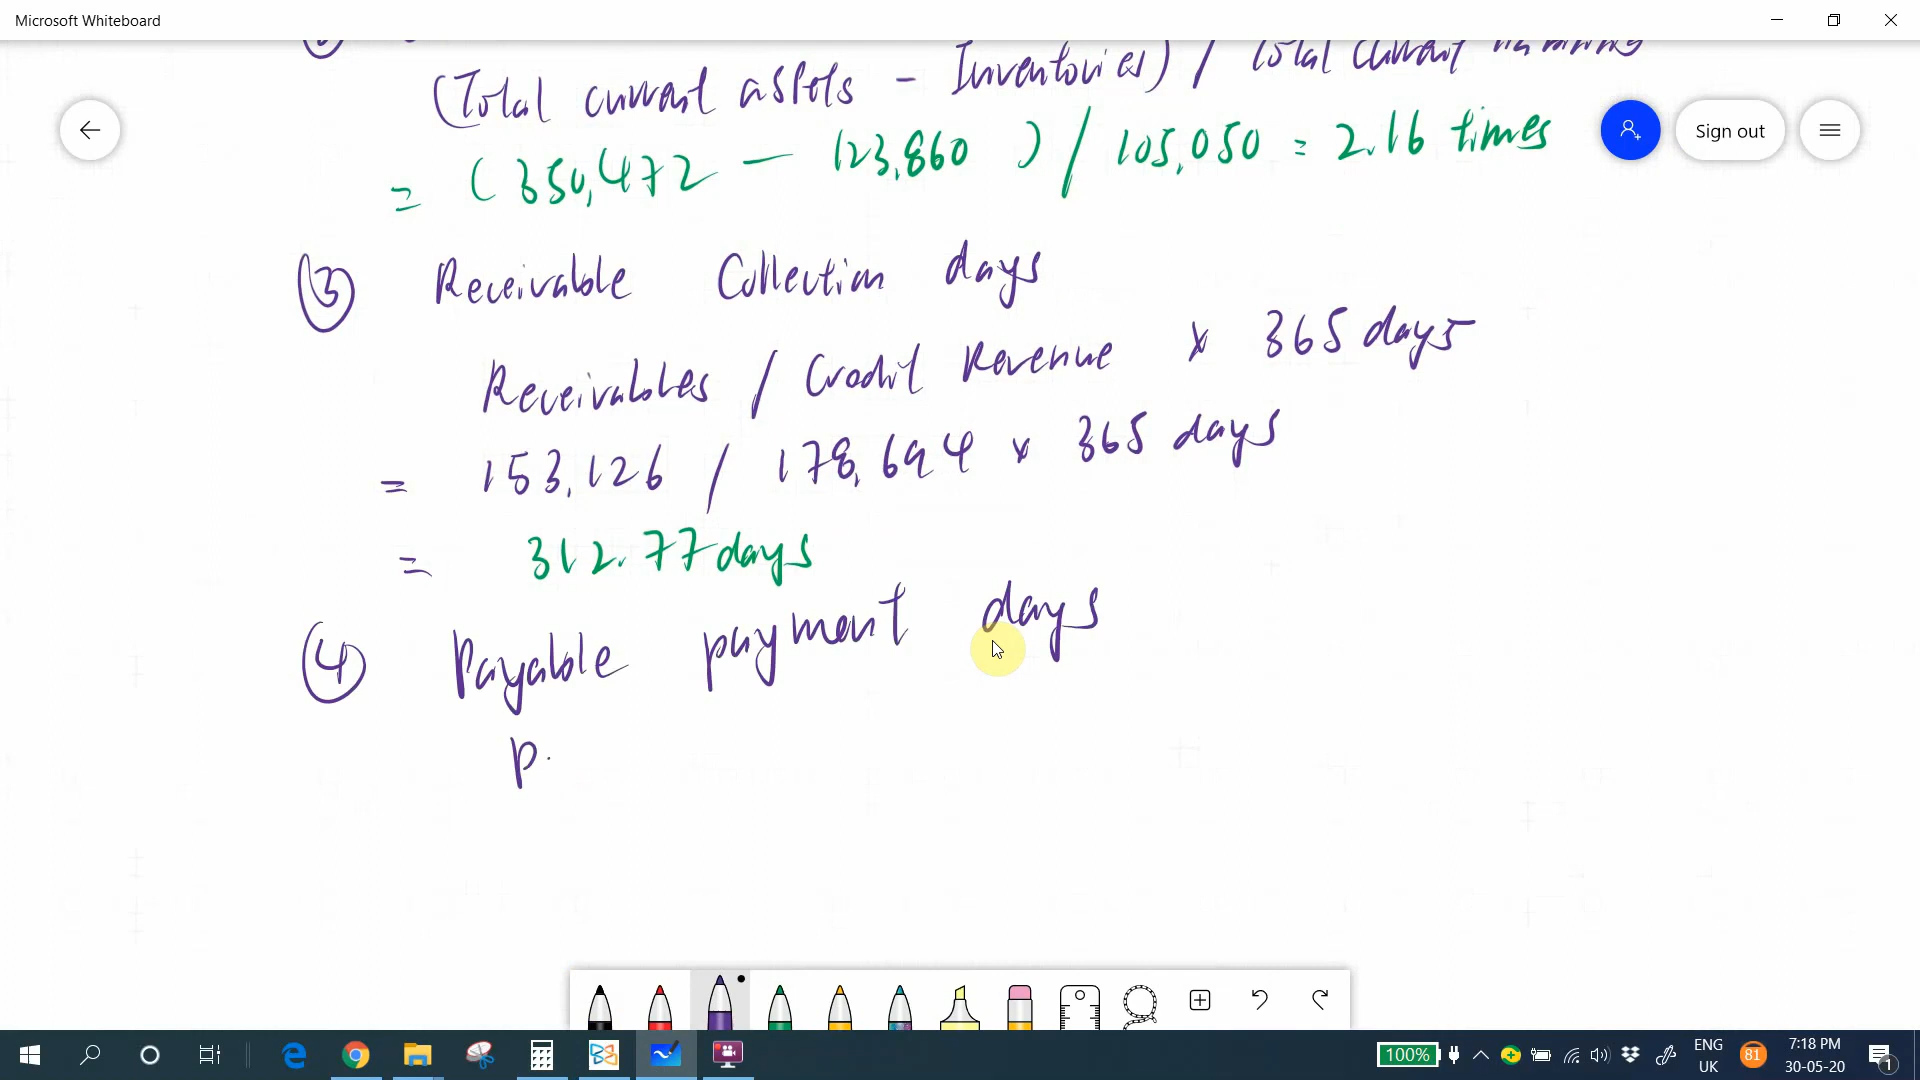 Microsoft Whiteboard
(Total current assets - Inventories) / Total current
= (350,472 - 123,860 ) / 105,050 = 2.16 times
Sign out
③ Receivable Collection days
Receivables / Credit Revenue x 365 days
= 153,126 / 178,694 x 365 days
= 312.77 days
④ Payable payment days
P.
100%
ENG
UK
81
7:18 PM
30-05-20
1